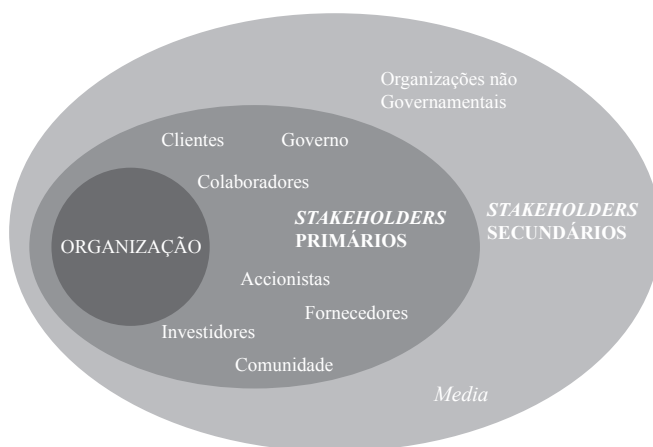 Organizações não
Governamentais
Clientes
Governo
Colaboradores
STAKEHOLDERS
PRIMÁRIOS
STAKEHOLDERS
SECUNDÁRIOS
ORGANIZAÇÃO
Accionistas
Fornecedores
Investidores
Comunidade
Media